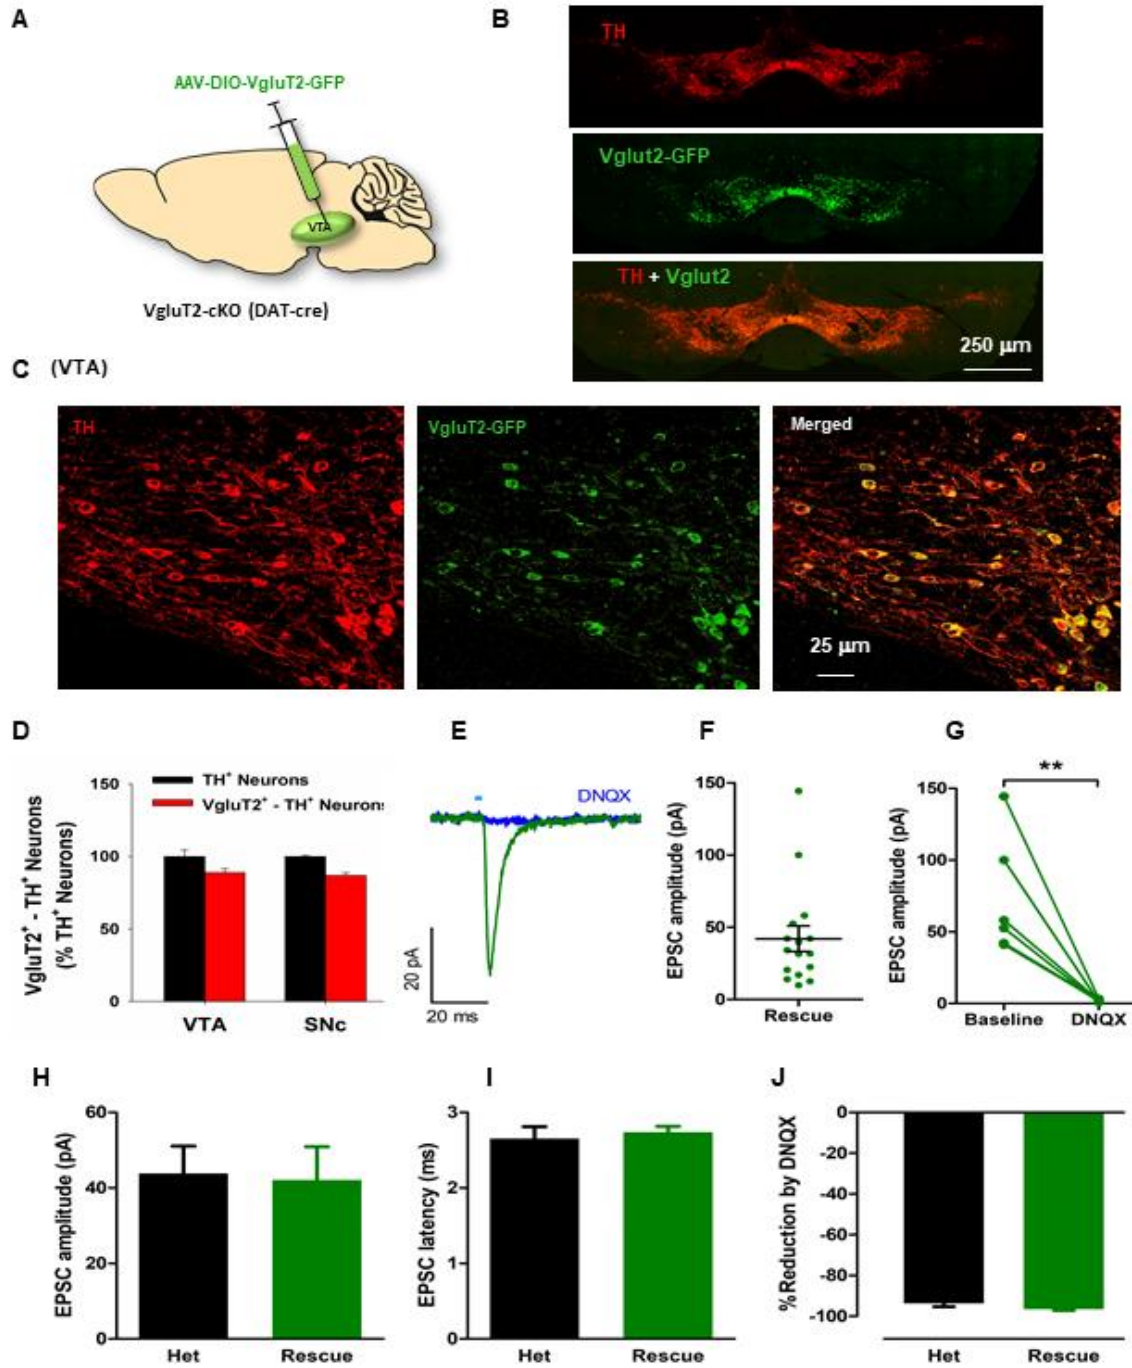 A
AAV-DIO-VgluT2-GFP
VTA
VgluT2-cKO (DAT-cre)
B
TH
Vglut2-GFP
TH + Vglut2
250 μm
C (VTA)
TH
VgluT2-GFP
Merged
25 μm
D
VgluT2+ - TH+ Neurons
(% TH+ Neurons)
150
100
50
0
TH+ Neurons
VgluT2+ - TH+ Neurons
VTA
SNc
E
DNQX
20 pA
20 ms
F
EPSC amplitude (pA)
150
100
50
0
Rescue
G
EPSC amplitude (pA)
150
100
50
0
**
Baseline
DNQX
H
EPSC amplitude (pA)
60
40
20
0
Het
Rescue
I
EPSC latency (ms)
3
2
1
0
Het
Rescue
J
%Reduction by DNQX
0
-20
-40
-60
-80
-100
Het
Rescue